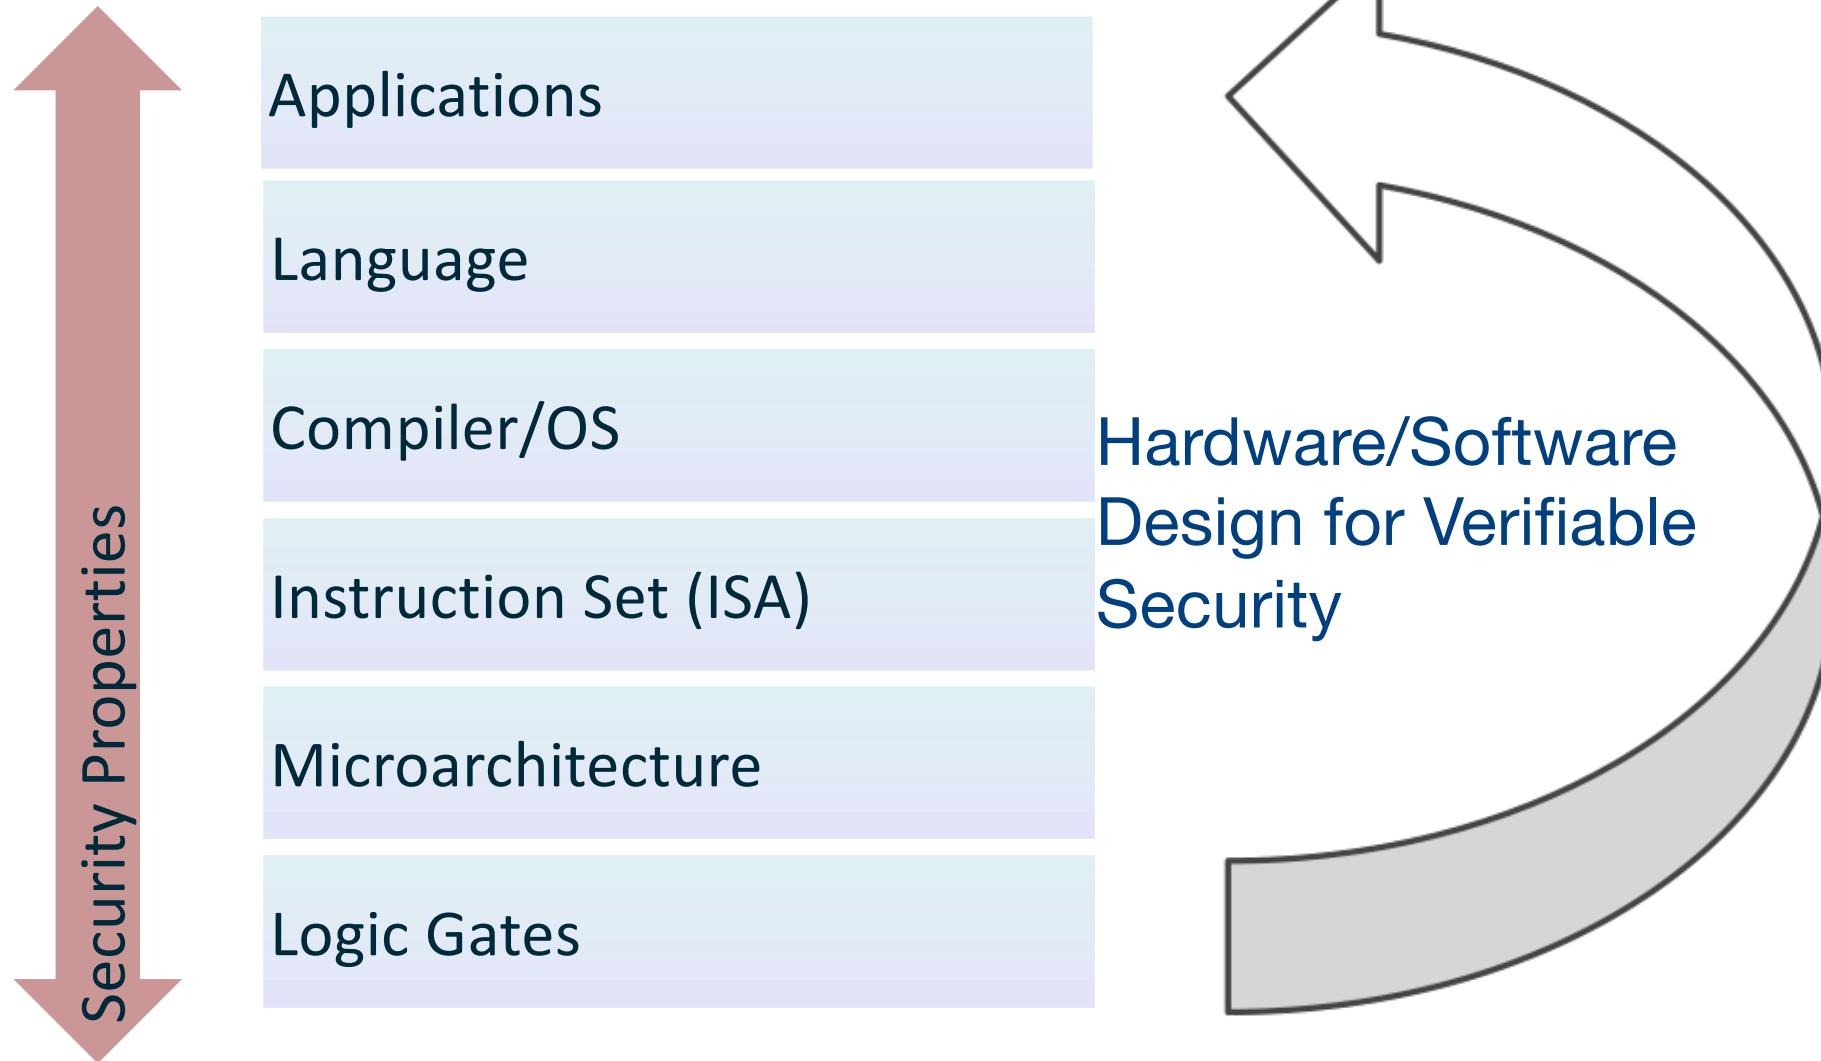 Applications
Language
Compiler/OS
Instruction Set (ISA)
Microarchitecture
Logic Gates
Security Properties
Hardware/Software
Design for Verifiable
Security